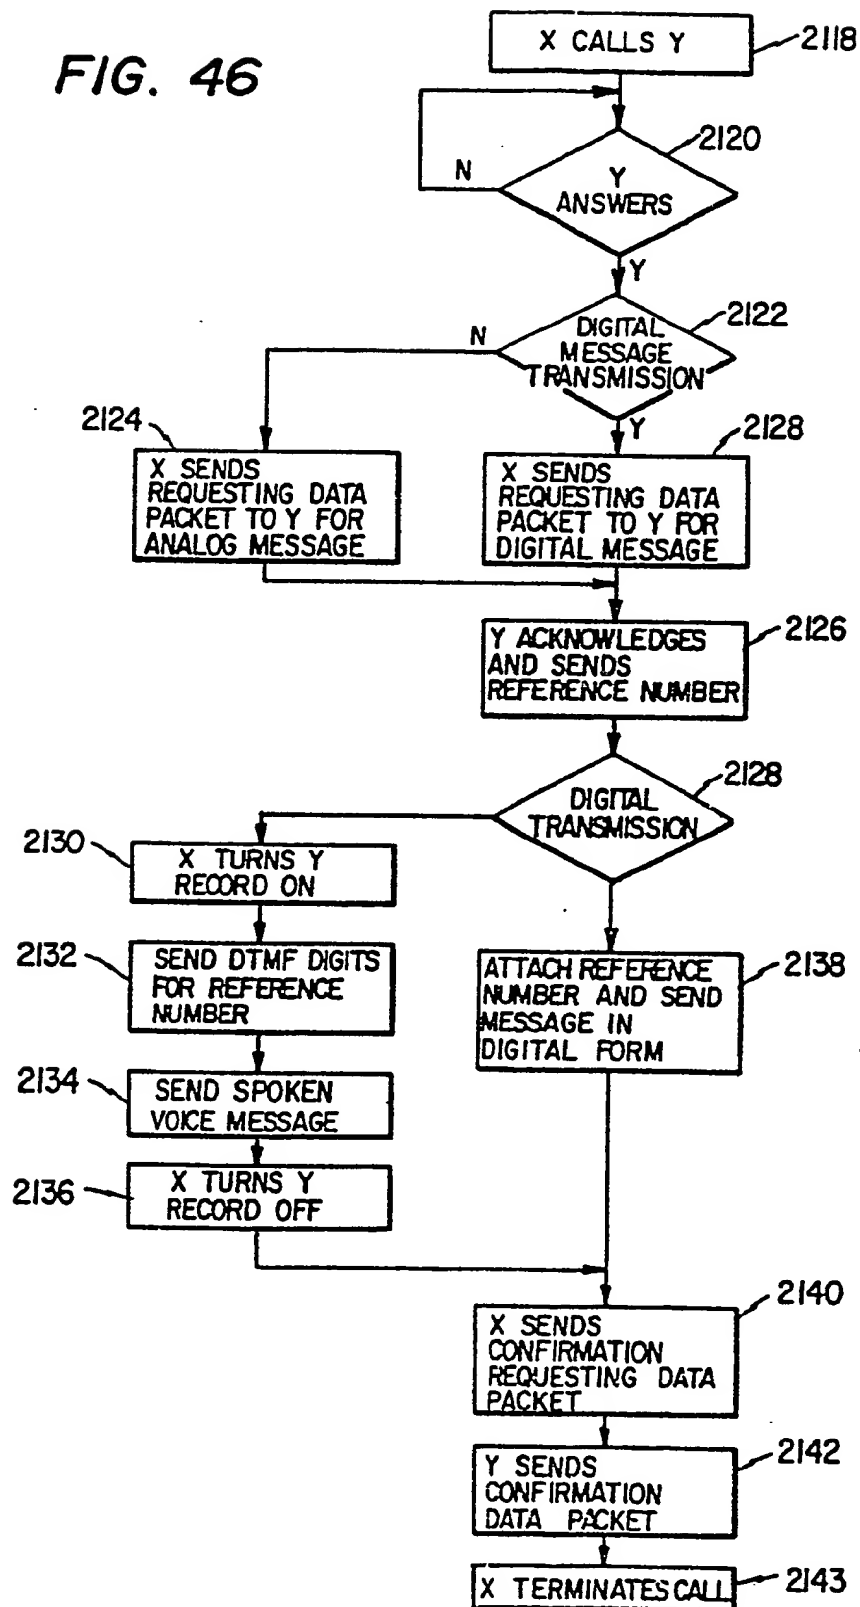 FIG. 46
X CALLS Y
2118
2120
Y
ANSWERS
N
Y
2122
DIGITAL
MESSAGE
TRANSMISSION
N
Y
2124
X SENDS
REQUESTING DATA
PACKET TO Y FOR
ANALOG MESSAGE
2128
X SENDS
REQUESTING DATA
PACKET TO Y FOR
DIGITAL MESSAGE
2126
Y ACKNOWLEDGES
AND SENDS
REFERENCE NUMBER
2128
DIGITAL
TRANSMISSION
2130
X TURNS Y
RECORD ON
2132
SEND DTMF DIGITS
FOR REFERENCE
NUMBER
2134
SEND SPOKEN
VOICE MESSAGE
2136
X TURNS Y
RECORD OFF
2138
ATTACH REFERENCE
NUMBER AND SEND
MESSAGE IN
DIGITAL FORM
2140
X SENDS
CONFIRMATION
REQUESTING DATA
PACKET
2142
Y SENDS
CONFIRMATION
DATA PACKET
2143
X TERMINATES CALL